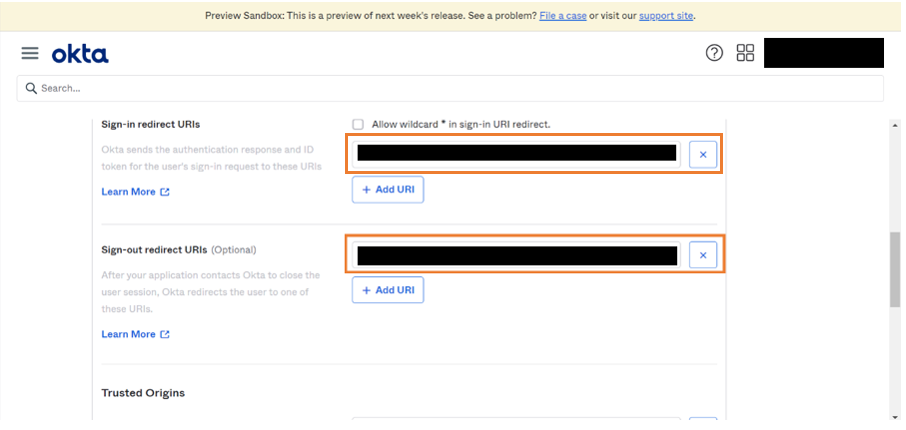 Preview Sandbox: This is a preview of next week's release. See a problem? File a case or visit our support site.
okta
Search...
Sign-in redirect URIs
Allow wildcard * in sign-in URI redirect.
Okta sends the authentication response and ID
token for the user's sign-in request to these URIs
Learn More
+ Add URI
Sign-out redirect URIs (Optional)
After your application contacts Okta to close the
user session, Okta redirects the user to one of
these URIs.
+ Add URI
Learn More
Trusted Origins